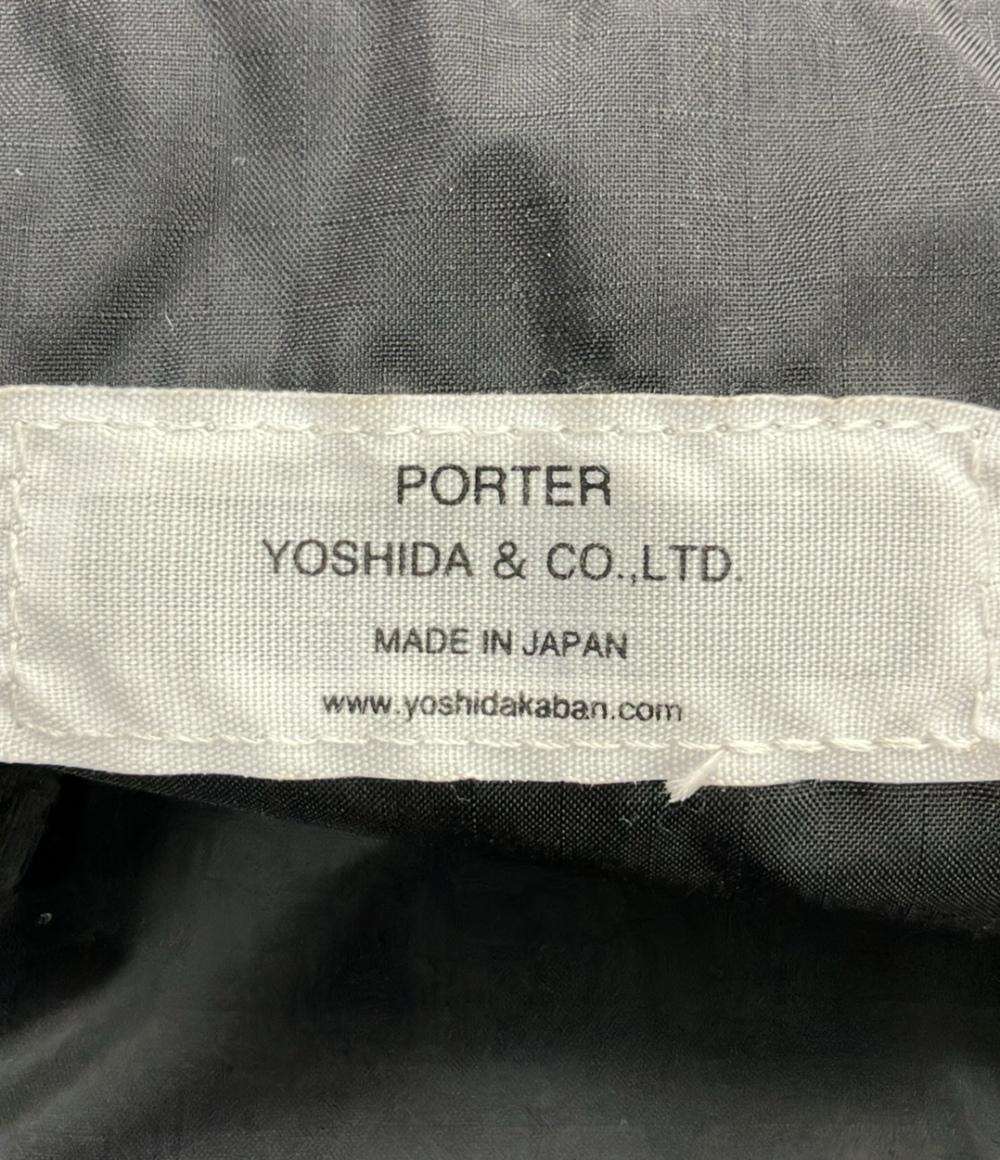 PORTER
YOSHIDA & CO.,LTD.
MADE IN JAPAN
www.yoshidakaban.com